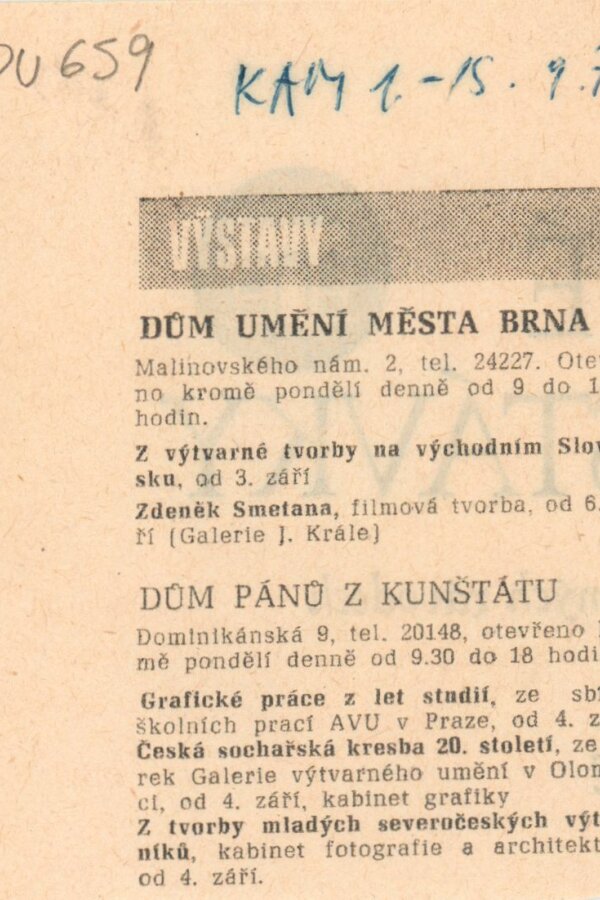 DU 659
KAM 1.-15. 9.
VÝSTAVY
DŮM UMĚNÍ MĚSTA BRNA
Malinovského nám. 2, tel. 24227. Ote
no kromě pondělí denně od 9 do 1
hodin.
Z výtvarné tvorby na východním Slov
sku, od 3. září
Zdeněk Smetana, filmová tvorba, od 6.
ří (Galerie J. Krále)
DŮM PÁNŮ Z KUNŠTÁTU
Dominikánská 9, tel. 20148, otevřeno
mě pondělí denně od 9.30 do 18 hodi
Grafické práce z let studií, ze sbí
školních prací AVU v Praze, od 4. z
Česká sochařská kresba 20. století, ze
rek Galerie výtvarného umění v Olom
ci, od 4. září, kabinet grafiky
Z tvorby mladých severočeských výt
níků, kabinet fotografie a architekt
od 4. září.